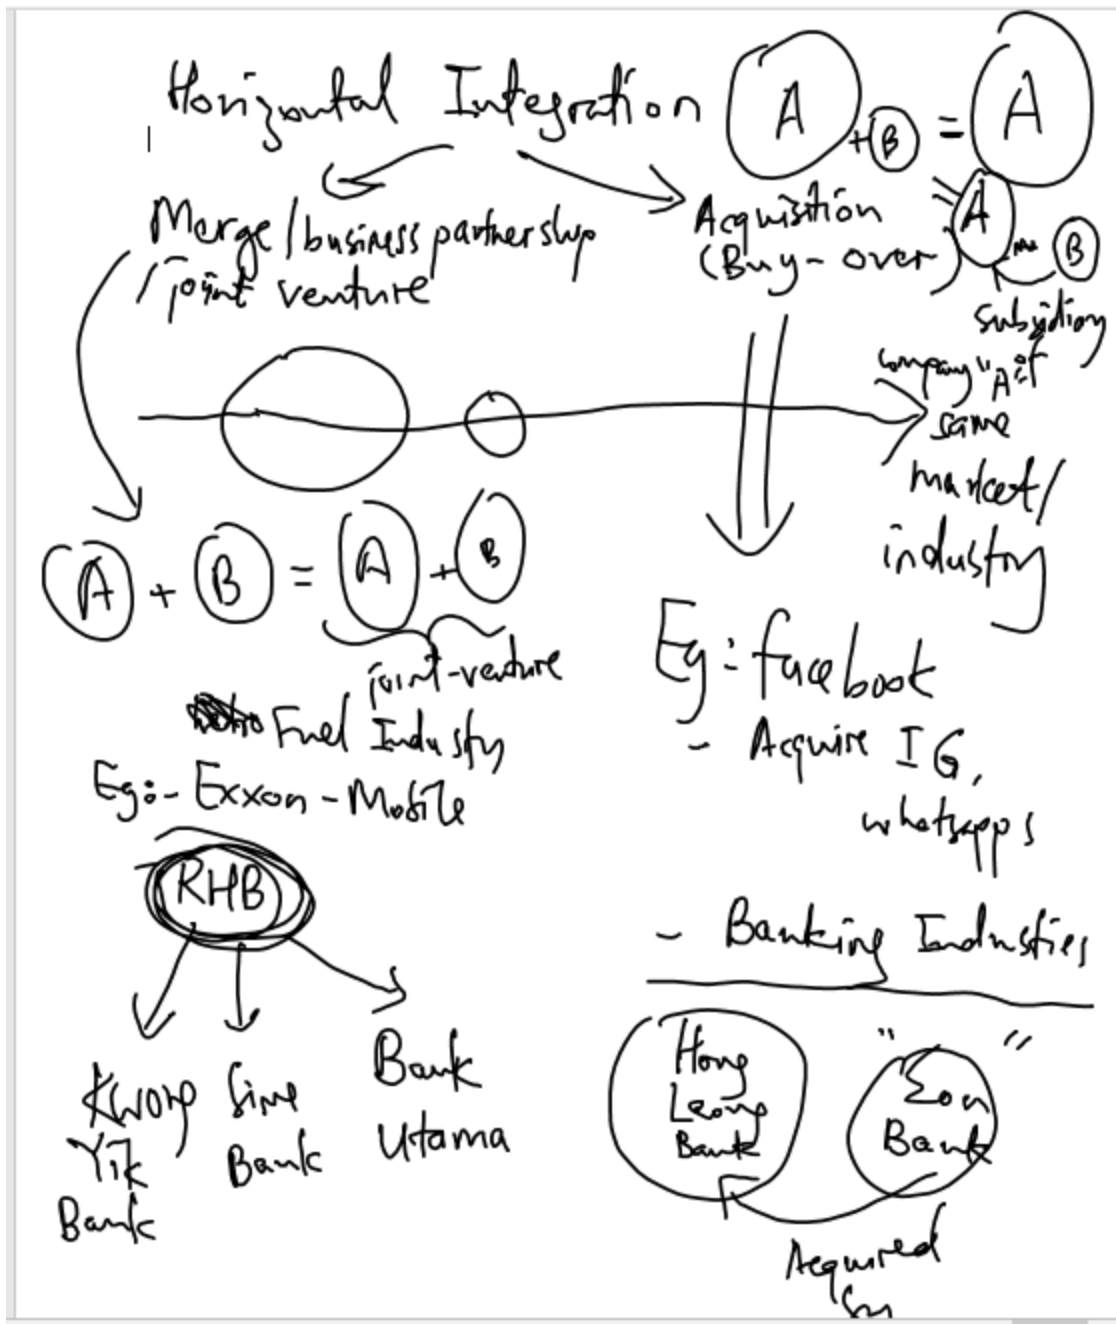 Horizontal Integration
A + B = A
= A
B
subsidiary
Merge/business partnership
/joint venture
Acquisition
(Buy-over)
company "A" if
same
market/
industry
A + B = A + B
joint-venture
Fuel Industry
Eg:- Exxon-Mobile
RHB
Kwong
Yik
Bank
Sime
Bank
Bank
Utama
Eg: facebook
- Acquire IG,
whatsapps
- Banking Industies
Hong
Leong
Bank
" "
Eon
Bank
Acquired